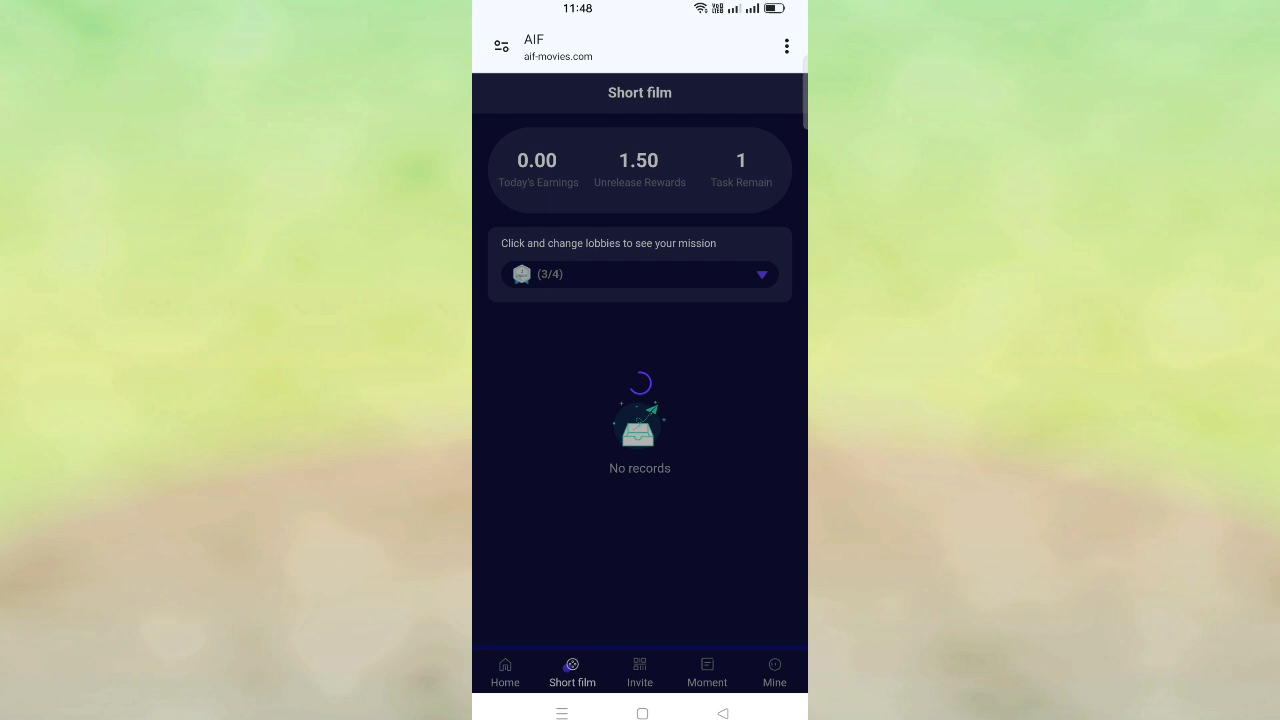 11:48
AIF
aif-movies.com
Short film
0.00 1.50 1
Today's Earnings Unrelease Rewards Task Remain
Click and change lobbies to see your mission
(3/4)
No records
Home Short film Invite Moment Mine